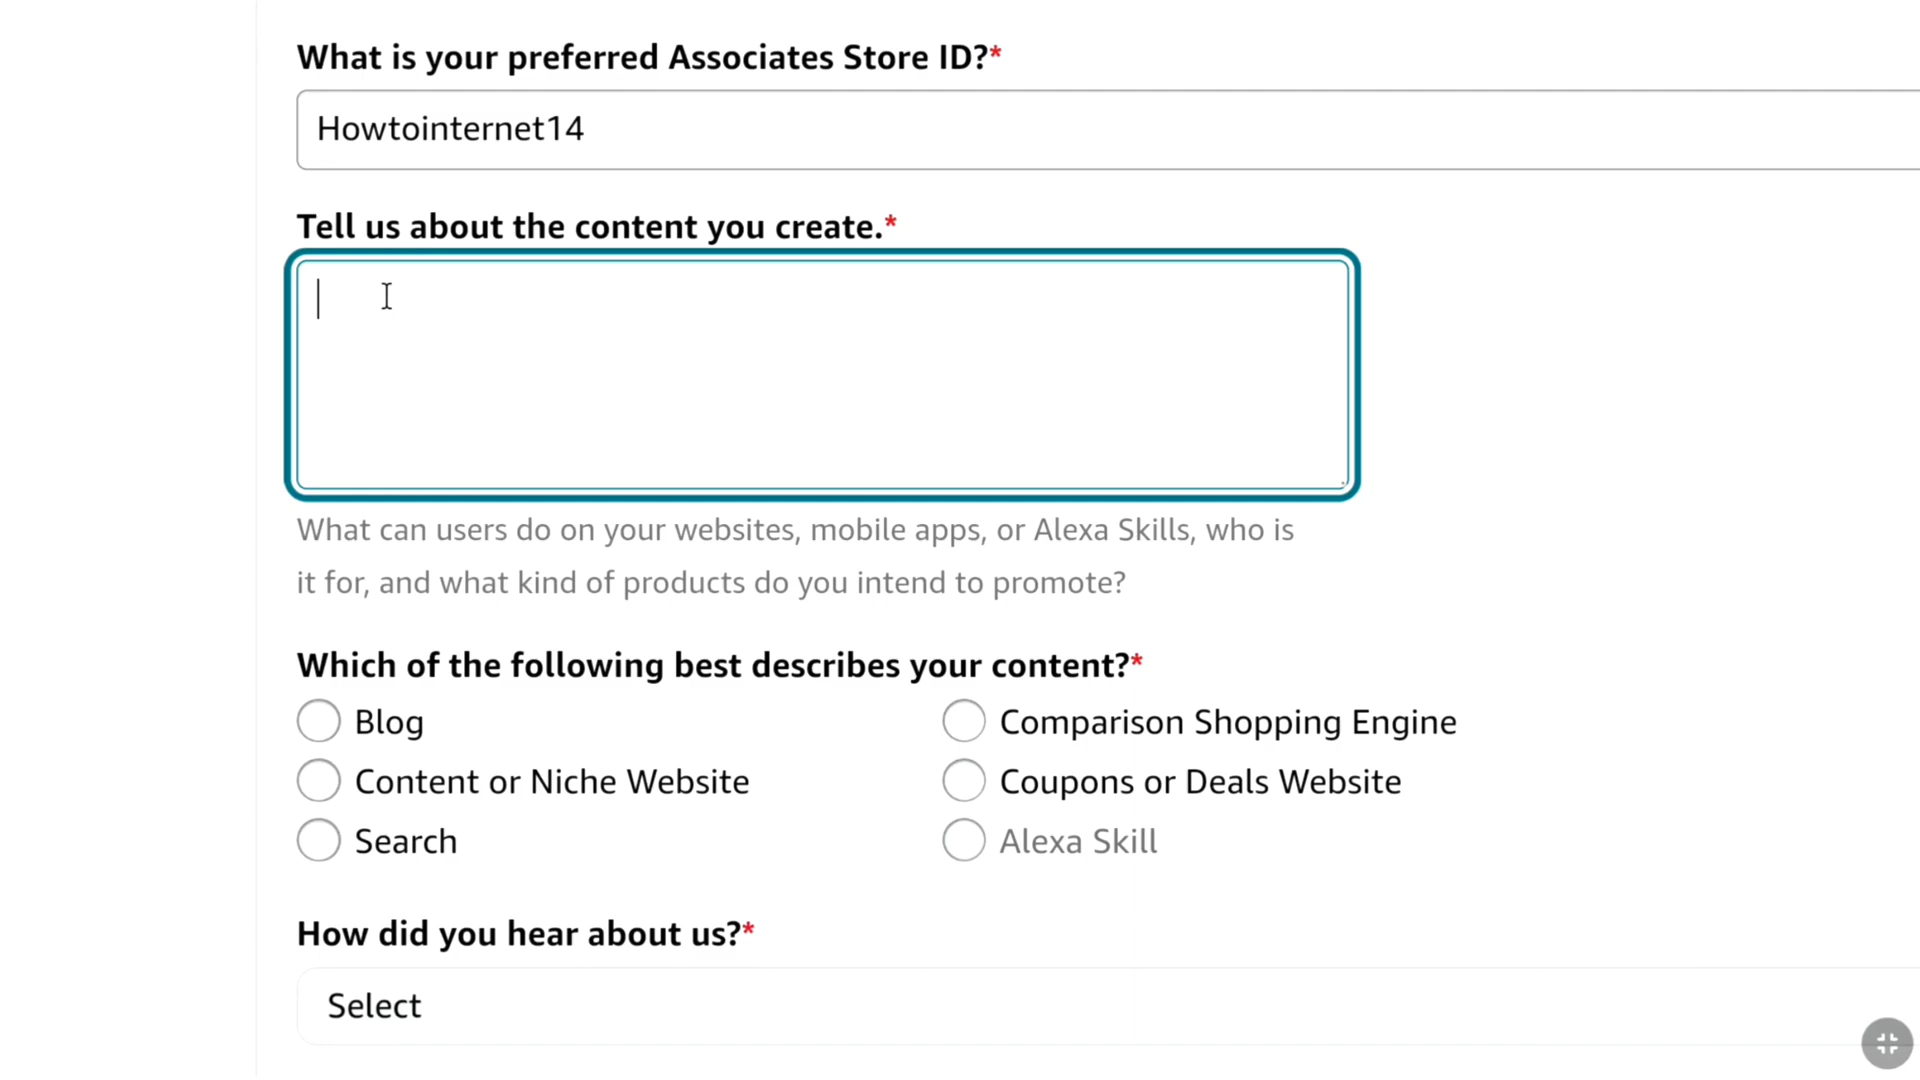 What is your preferred Associates Store ID?*
Howtointernet14
Tell us about the content you create.*
What can users do on your websites, mobile apps, or Alexa Skills, who is
it for, and what kind of products do you intend to promote?
Which of the following best describes your content?*
Blog
Comparison Shopping Engine
Content or Niche Website
Coupons or Deals Website
Search
Alexa Skill
How did you hear about us?*
Select